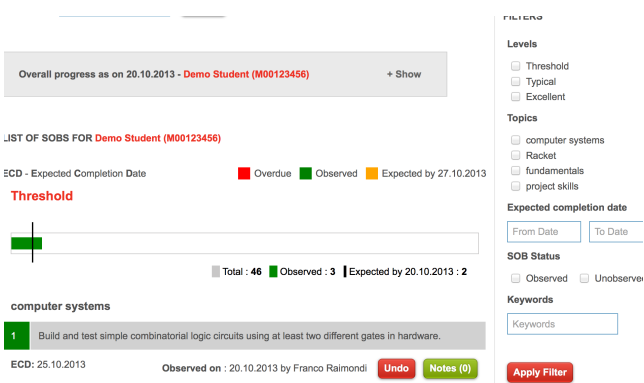 Overall progress as on 20.10.2013 - Demo Student (M00123456) + Show
LIST OF SOBS FOR Demo Student (M00123456)
ECD - Expected Completion Date Overdue Observed Expected by 27.10.2013
Threshold
Total : 46 Observed : 3 Expected by 20.10.2013 : 2
computer systems
1 Build and test simple combinatorial logic circuits using at least two different gates in hardware.
ECD: 25.10.2013 Observed on : 20.10.2013 by Franco Raimondi Undo Notes (0)
FILTERS
Levels
Threshold
Typical
Excellent
Topics
computer systems
Racket
fundamentals
project skills
Expected completion date
From Date To Date
SOB Status
Observed Unobserved
Keywords
Keywords
Apply Filter